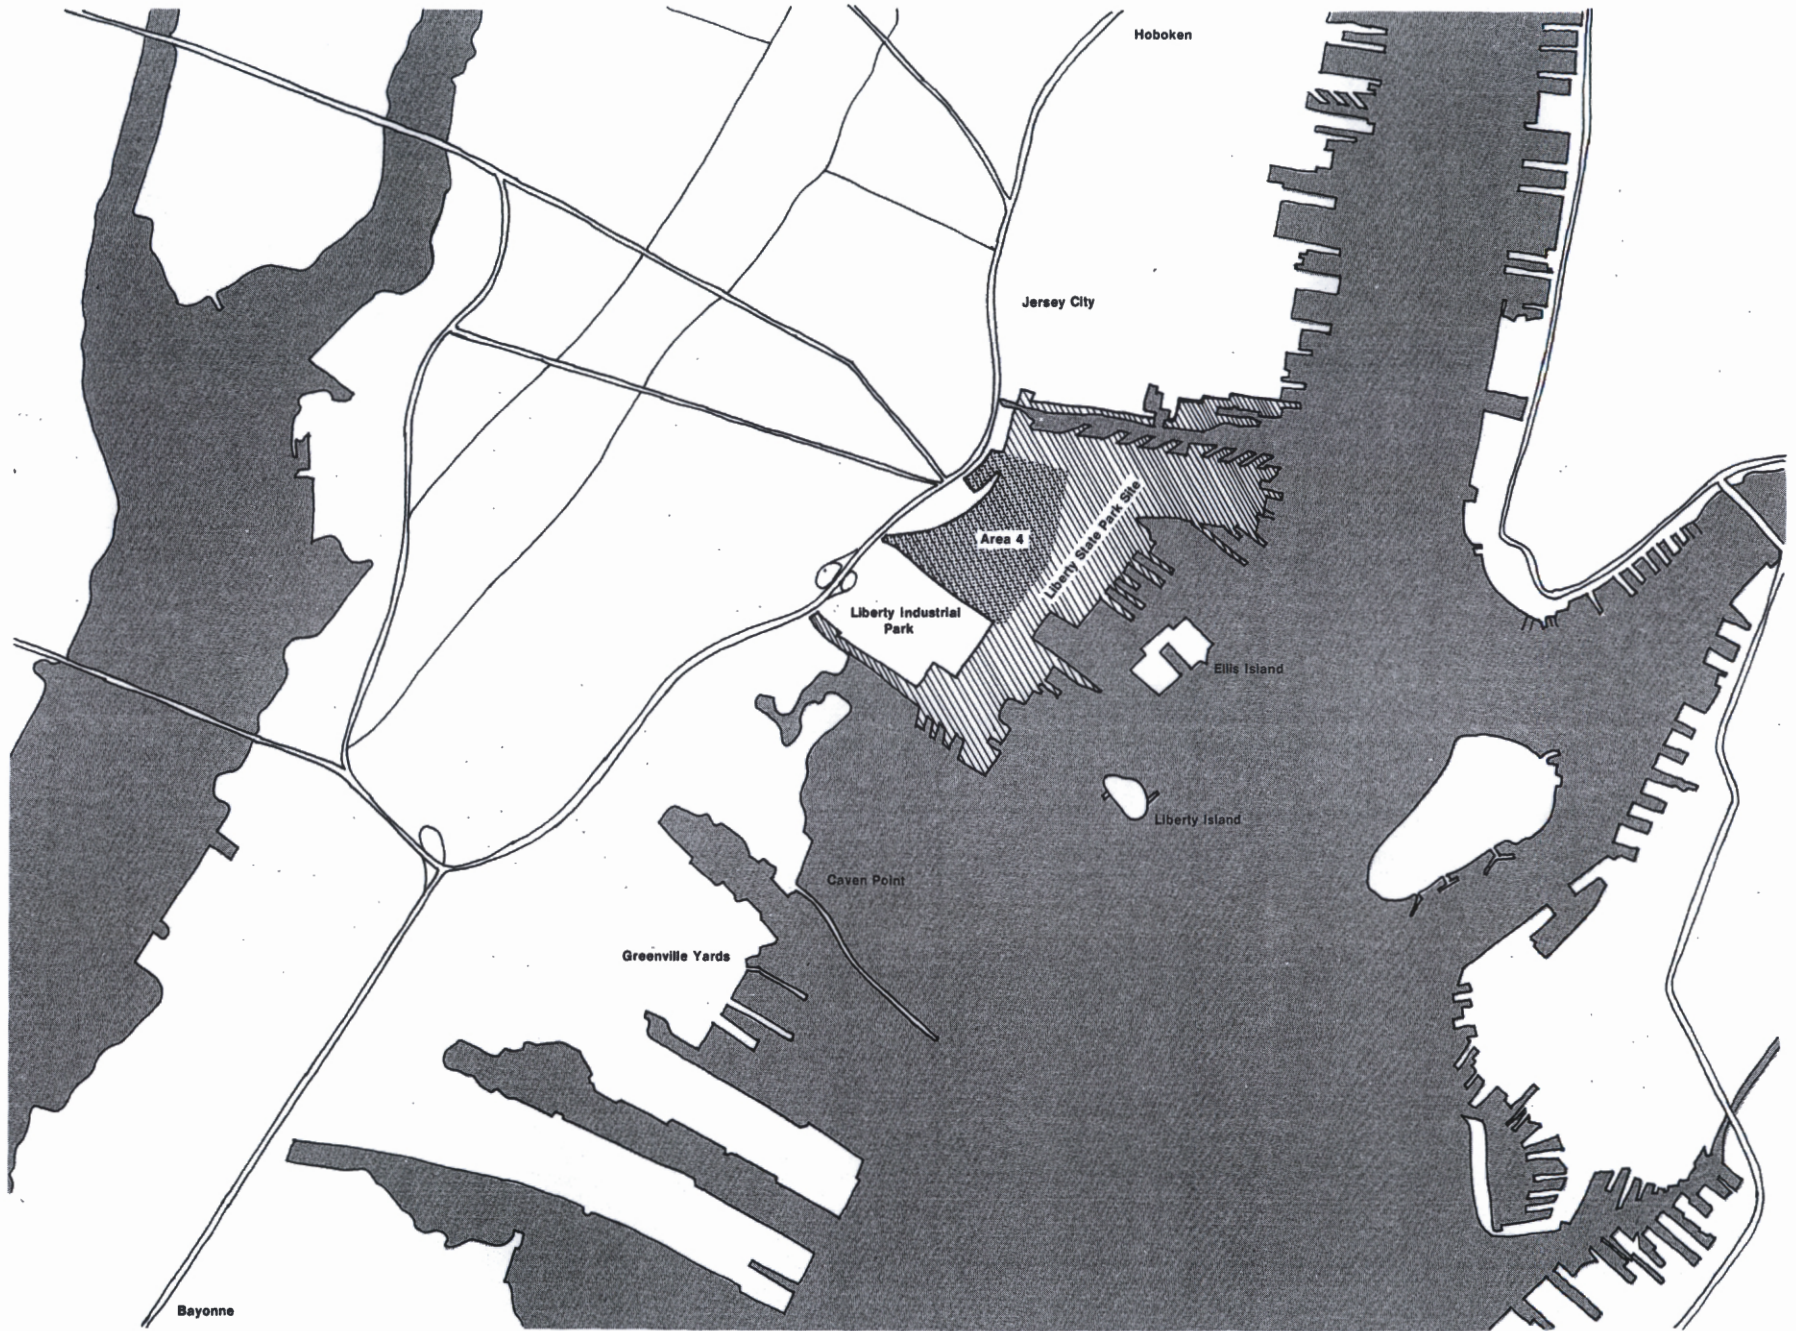 Hoboken
Jersey City
Area 4
Liberty State Park Site
Liberty Industrial
Park
Ellis Island
Liberty Island
Caven Point
Greenville Yards
Bayonne